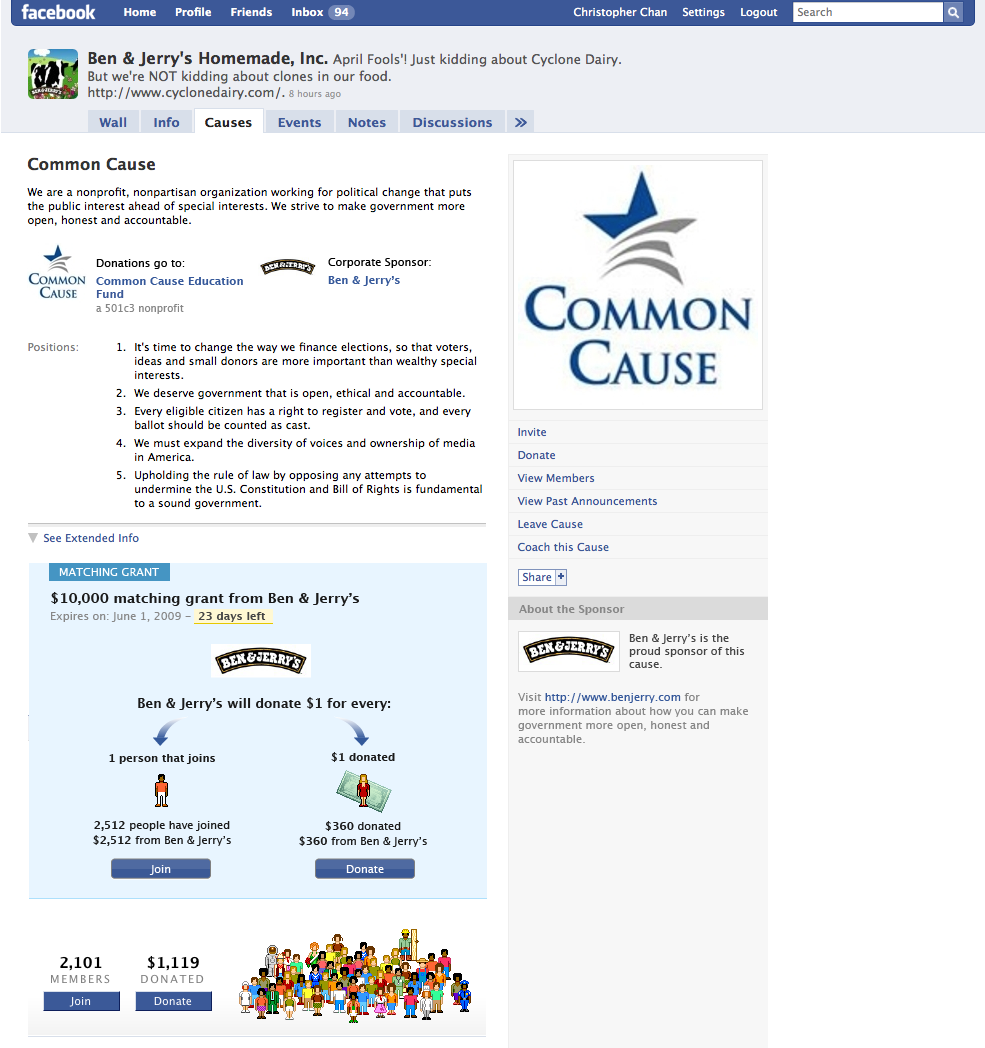 facebook Home Profile Friends Inbox 94 Christopher Chan Settings Logout Search
Ben & Jerry's Homemade, Inc. April Fools'! Just kidding about Cyclone Dairy.
But we're NOT kidding about clones in our food.
http://www.cyclonedairy.com/. 8 hours ago
BEN & JERRY'S
Wall Info Causes Events Notes Discussions »
Common Cause
We are a nonprofit, nonpartisan organization working for political change that puts
the public interest ahead of special interests. We strive to make government more
open, honest and accountable.
COMMON
CAUSE
Donations go to:
Common Cause Education
Fund
a 501c3 nonprofit
BEN & JERRY'S
Corporate Sponsor:
Ben & Jerry's
Positions:
1. It's time to change the way we finance elections, so that voters,
ideas and small donors are more important than wealthy special
interests.
2. We deserve government that is open, ethical and accountable.
3. Every eligible citizen has a right to register and vote, and every
ballot should be counted as cast.
4. We must expand the diversity of voices and ownership of media
in America.
5. Upholding the rule of law by opposing any attempts to
undermine the U.S. Constitution and Bill of Rights is fundamental
to a sound government.
See Extended Info
MATCHING GRANT
$10,000 matching grant from Ben & Jerry's
Expires on: June 1, 2009 – 23 days left
BEN & JERRY'S
Ben & Jerry's will donate $1 for every:
1 person that joins
2,512 people have joined
$2,512 from Ben & Jerry's
Join
$1 donated
$360 donated
$360 from Ben & Jerry's
Donate
2,101
MEMBERS
Join
$1,119
DONATED
Donate
COMMON
CAUSE
Invite
Donate
View Members
View Past Announcements
Leave Cause
Coach this Cause
Share +
About the Sponsor
BEN & JERRY'S
Ben & Jerry's is the
proud sponsor of this
cause.
Visit http://www.benjerry.com for
more information about how you can make
government more open, honest and
accountable.